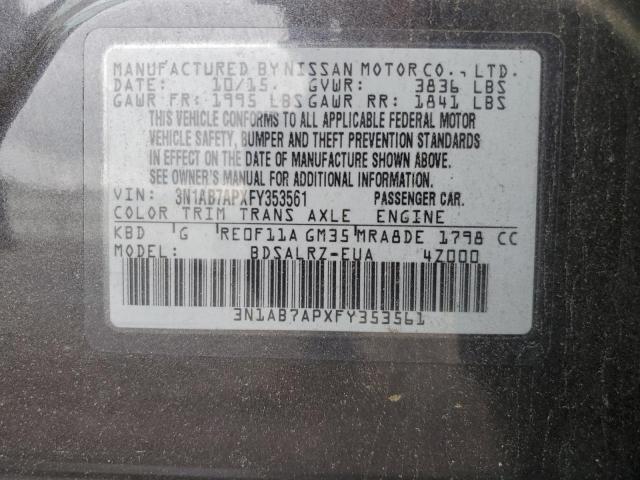 MANUFACTURED BY NISSAN MOTOR CO., LTD.
DATE: 10/15. GVWR: 3836 LBS
GAWR FR: 1995 LBS GAWR RR: 1841 LBS
THIS VEHICLE CONFORMS TO ALL APPLICABLE FEDERAL MOTOR
VEHICLE SAFETY, BUMPER AND THEFT PREVENTION STANDARDS
IN EFFECT ON THE DATE OF MANUFACTURE SHOWN ABOVE.
SEE OWNER'S MANUAL FOR ADDITIONAL INFORMATION.
VIN: 3N1AB7APXFY353561 PASSENGER CAR.
COLOR TRIM TRANS AXLE ENGINE
KBD G RE0F11A GM35 MRA8DE 1798 CC
MODEL: BDSALRZ-EUA 4Z000
3N1AB7APXFY353561